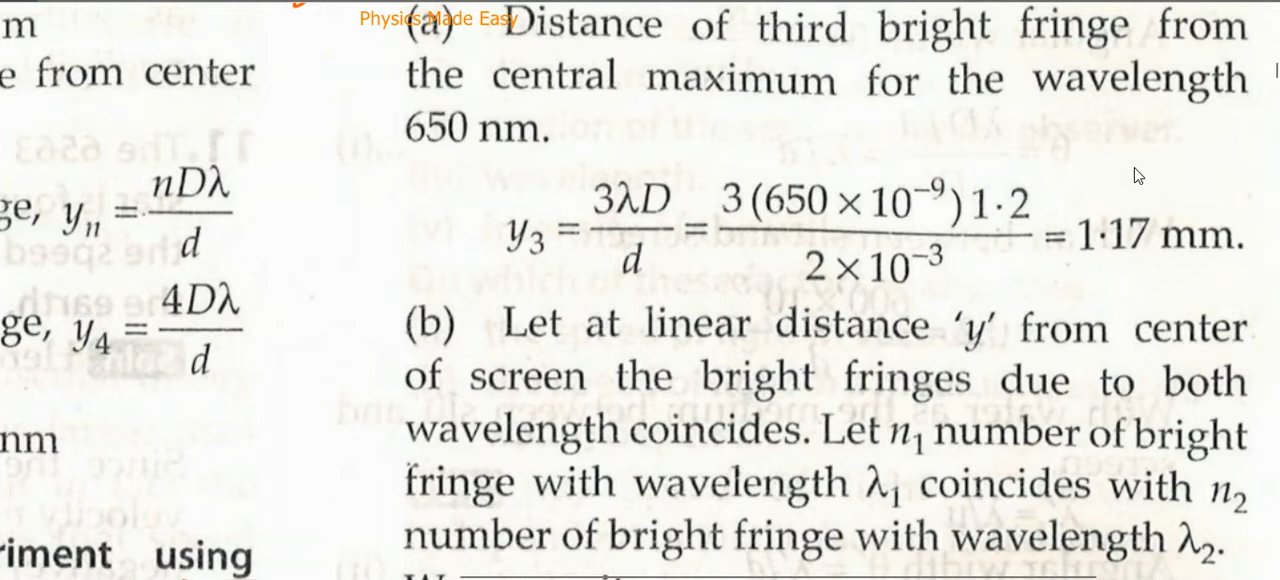 Physics Made Easy
m
e from center
ge, yₙ = nDλ/d
ge, y₄ = 4Dλ/d
nm
riment using
(a) Distance of third bright fringe from
the central maximum for the wavelength
650 nm.
y₃ = 3λD/d = 3 (650 × 10⁻⁹) 1·2 / 2 × 10⁻³ = 1·17 mm.
(b) Let at linear distance ‘y’ from center
of screen the bright fringes due to both
wavelength coincides. Let n₁ number of bright
fringe with wavelength λ₁ coincides with n₂
number of bright fringe with wavelength λ₂.